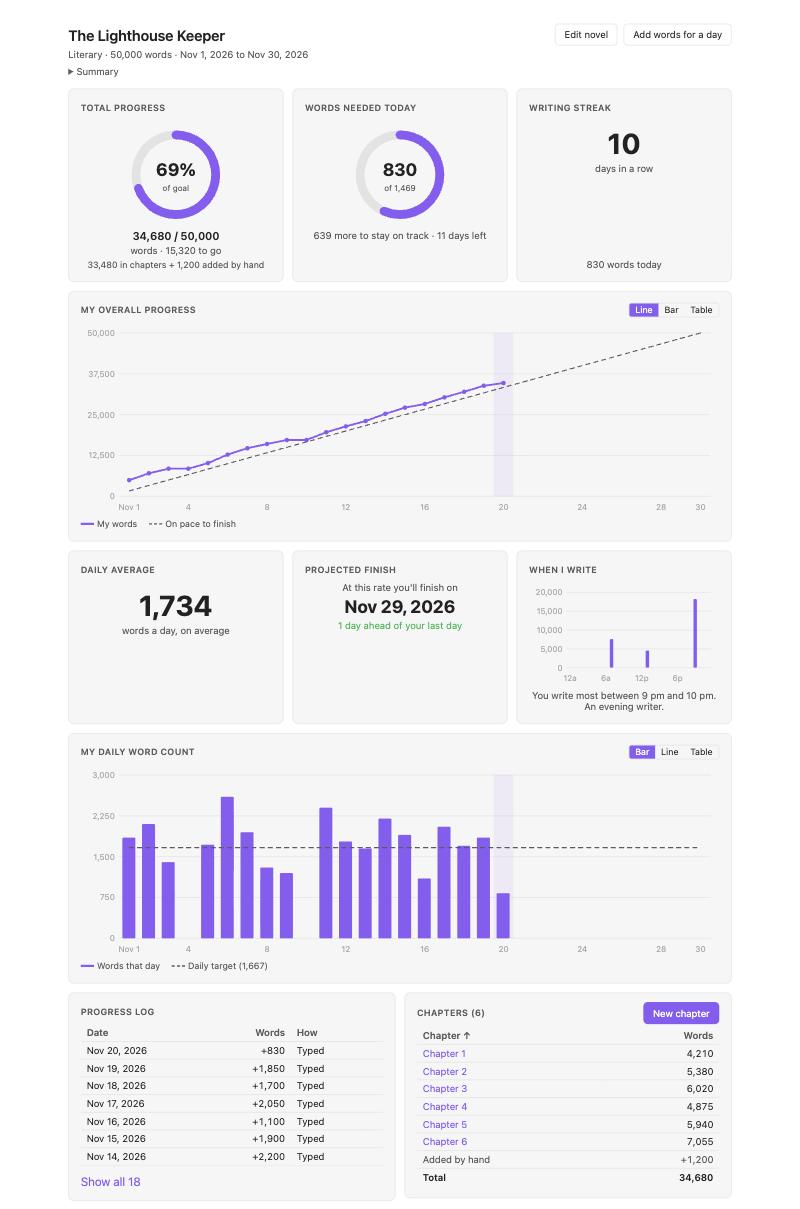 The Lighthouse Keeper
Edit novel
Add words for a day
Literary · 50,000 words · Nov 1, 2026 to Nov 30, 2026
Summary
TOTAL PROGRESS
69%
of goal
34,680 / 50,000
words · 15,320 to go
33,480 in chapters + 1,200 added by hand
WORDS NEEDED TODAY
830
of 1,469
639 more to stay on track · 11 days left
WRITING STREAK
10
days in a row
830 words today
MY OVERALL PROGRESS
Line Bar Table
50,000
37,500
25,000
12,500
0
Nov 1 4 8 12 16 20 24 28 30
My words On pace to finish
DAILY AVERAGE
1,734
words a day, on average
PROJECTED FINISH
At this rate you'll finish on
Nov 29, 2026
1 day ahead of your last day
WHEN I WRITE
20,000
15,000
10,000
5,000
0
12a 6a 12p 6p
You write most between 9 pm and 10 pm.
An evening writer.
MY DAILY WORD COUNT
Bar Line Table
3,000
2,250
1,500
750
0
Nov 1 4 8 12 16 20 24 28 30
Words that day Daily target (1,667)
PROGRESS LOG
Date Words How
Nov 20, 2026 +830 Typed
Nov 19, 2026 +1,850 Typed
Nov 18, 2026 +1,700 Typed
Nov 17, 2026 +2,050 Typed
Nov 16, 2026 +1,100 Typed
Nov 15, 2026 +1,900 Typed
Nov 14, 2026 +2,200 Typed
Show all 18
CHAPTERS (6)
New chapter
Chapter ↑ Words
Chapter 1 4,210
Chapter 2 5,380
Chapter 3 6,020
Chapter 4 4,875
Chapter 5 5,940
Chapter 6 7,055
Added by hand +1,200
Total 34,680